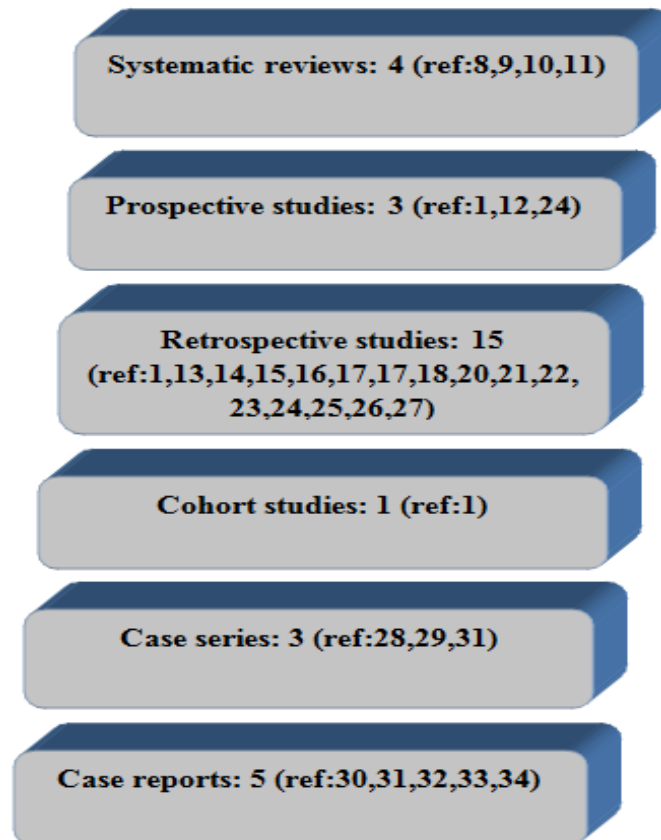 Systematic reviews: 4 (ref:8,9,10,11)
Prospective studies: 3 (ref:1,12,24)
Retrospective studies: 15
(ref:1,13,14,15,16,17,17,18,20,21,22,
23,24,25,26,27)
Cohort studies: 1 (ref:1)
Case series: 3 (ref:28,29,31)
Case reports: 5 (ref:30,31,32,33,34)